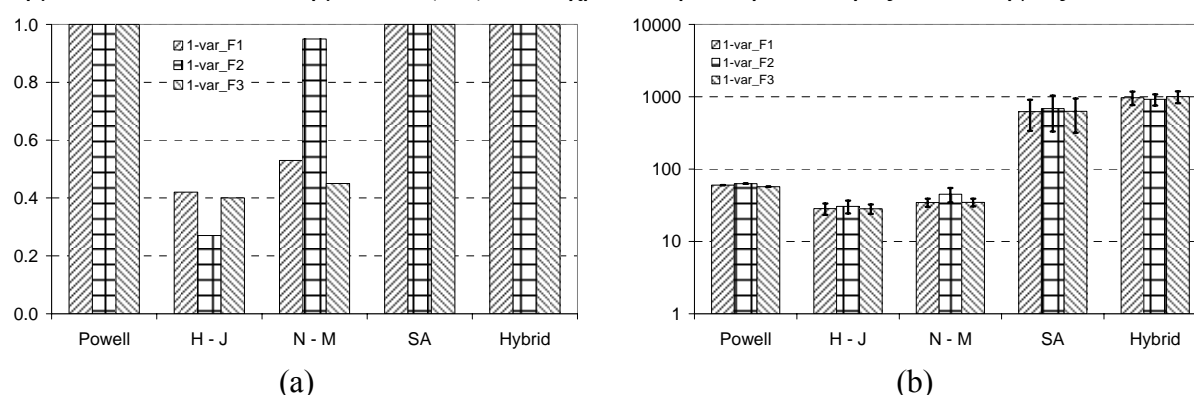 1.0
0.8
0.6
0.4
0.2
0.0
1-var_F1
1-var_F2
1-var_F3
Powell H - J N - M SA Hybrid
(a)
10000
1000
100
10
1
1-var_F1
1-var_F2
1-var_F3
Powell H - J N - M SA Hybrid
(b)